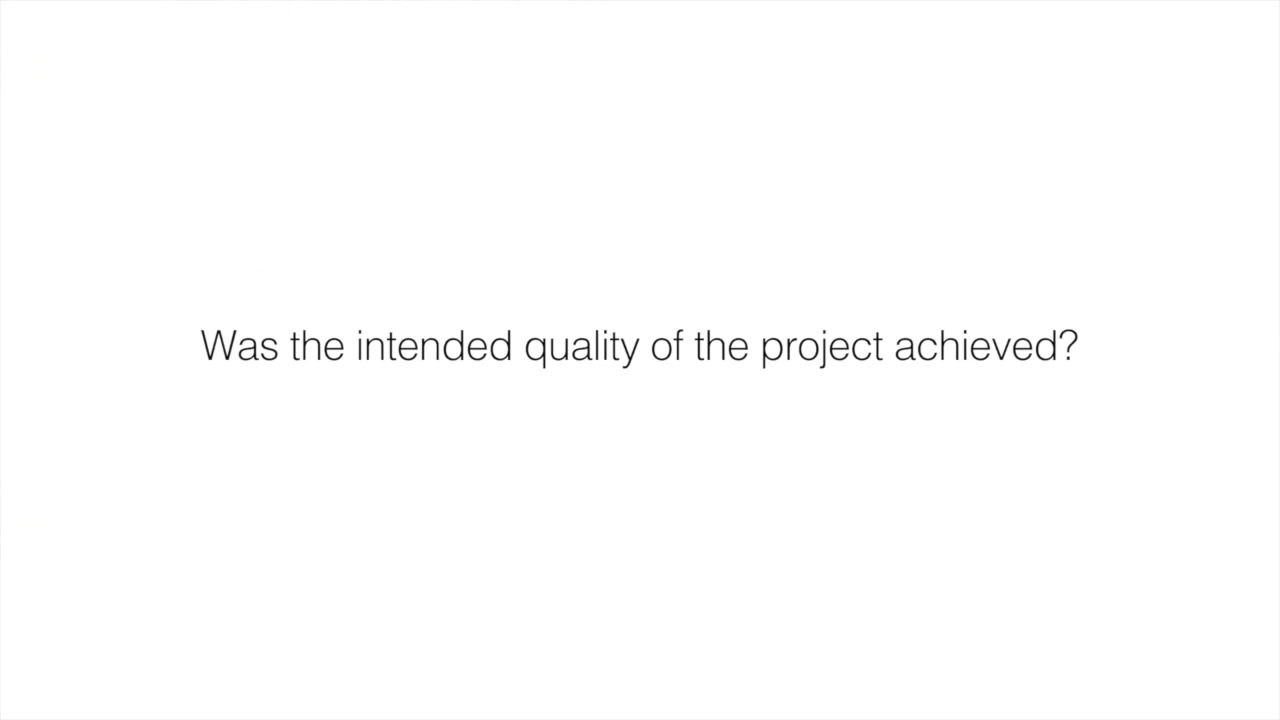 Was the intended quality of the project achieved?